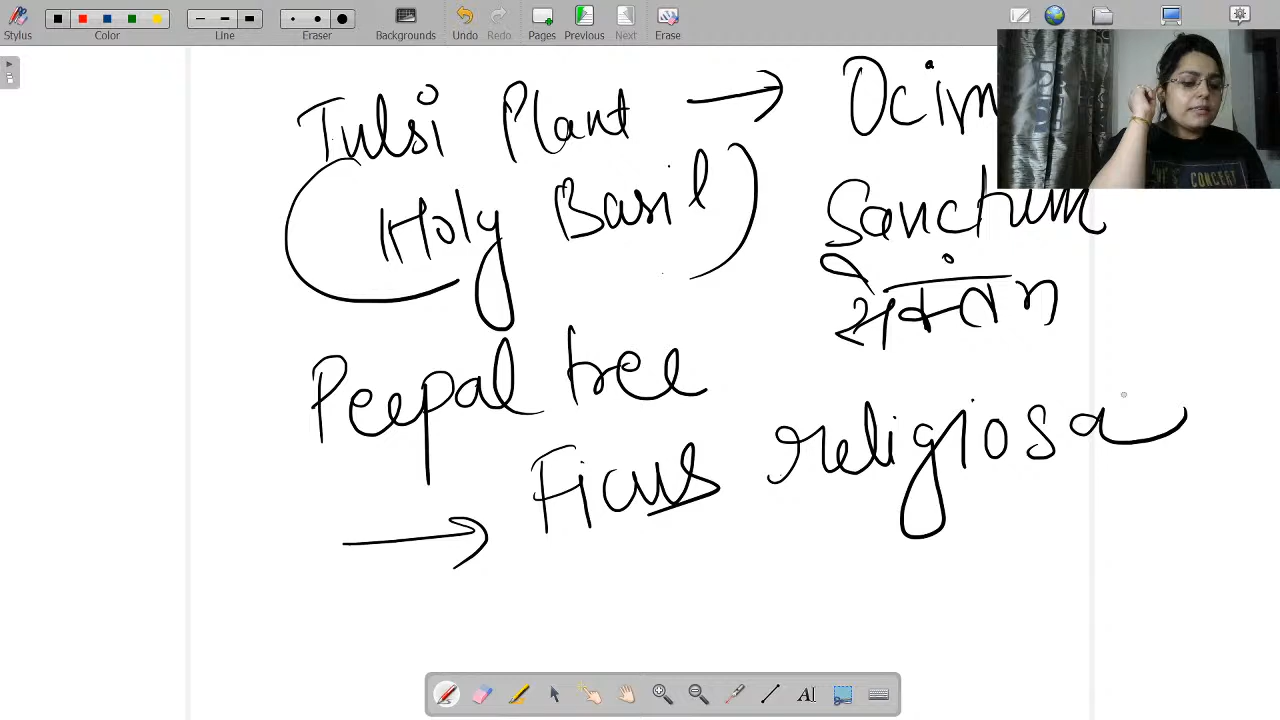 Stylus
Color
Line
Eraser
Backgrounds
Undo
Redo
Pages
Previous
Next
Erase
Tulsi Plant → Ocim
(Holy Basil) Sanctum
Peepal tree
→ Ficus religiosa
CONCERT